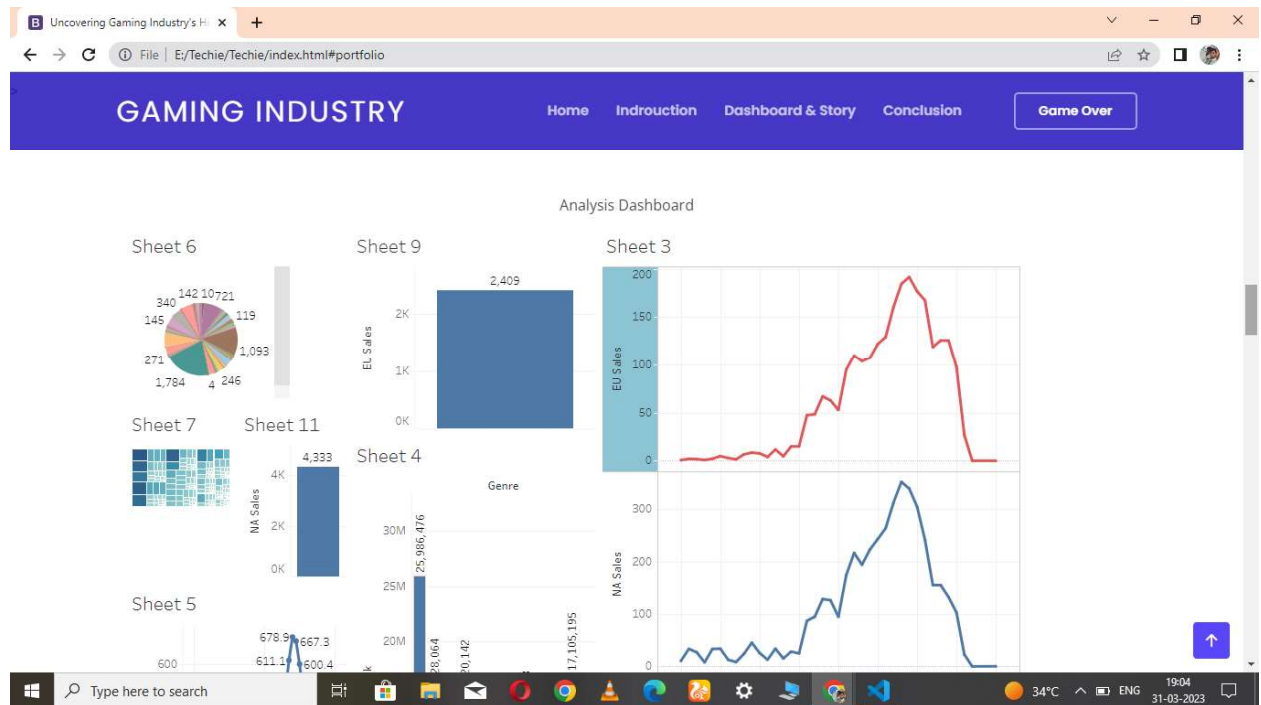 Uncovering Gaming Industry's H
File | E:/Techie/Techie/index.html#portfolio
GAMING INDUSTRY
Home Indrouction Dashboard & Story Conclusion Game Over
Analysis Dashboard
Sheet 6
142 10 721
340
119
145
1,093
271
246
1,784
4
Sheet 9
2,409
2K
1K
0K
EU Sales
Sheet 3
200
150
100
50
0
EU Sales
300
200
100
0
NA Sales
Sheet 7
Sheet 11
4,333
4K
2K
0K
NA Sales
Sheet 4
Genre
30M
25M
20M
25,986,476
28,064
20,142
17,105,195
Sheet 5
678.9
667.3
611.1
600.4
600
Type here to search
34°C ENG
19:04
31-03-2023